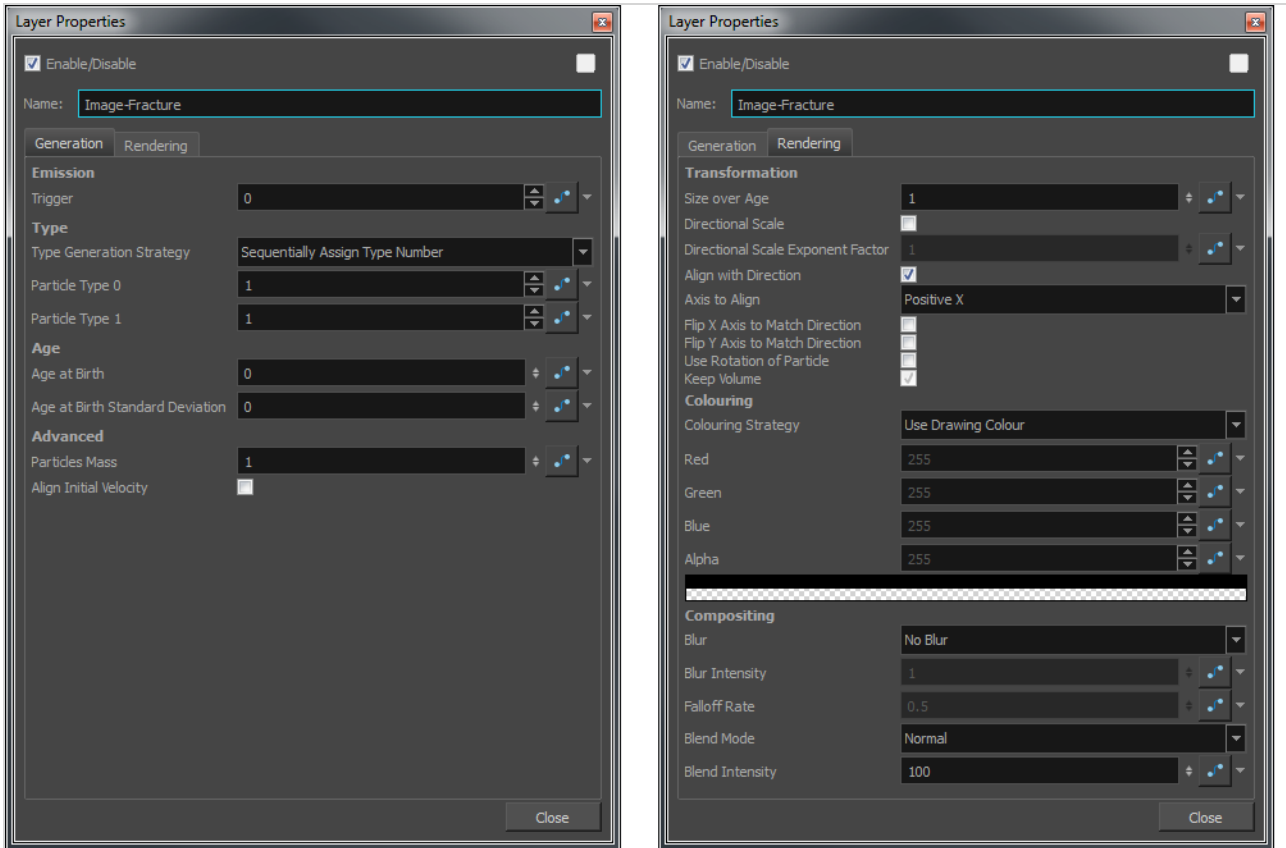 Layer Properties
Enable/Disable
Name: Image-Fracture
Generation Rendering
Emission
Trigger 0
Type
Type Generation Strategy Sequentially Assign Type Number
Particle Type 0 1
Particle Type 1 1
Age
Age at Birth 0
Age at Birth Standard Deviation 0
Advanced
Particles Mass 1
Align Initial Velocity
Close
Layer Properties
Enable/Disable
Name: Image-Fracture
Generation Rendering
Transformation
Size over Age 1
Directional Scale
Directional Scale Exponent Factor 1
Align with Direction
Axis to Align Positive X
Flip X Axis to Match Direction
Flip Y Axis to Match Direction
Use Rotation of Particle
Keep Volume
Colouring
Colouring Strategy Use Drawing Colour
Red 255
Green 255
Blue 255
Alpha 255
Compositing
Blur No Blur
Blur Intensity 1
Falloff Rate 0.5
Blend Mode Normal
Blend Intensity 100
Close